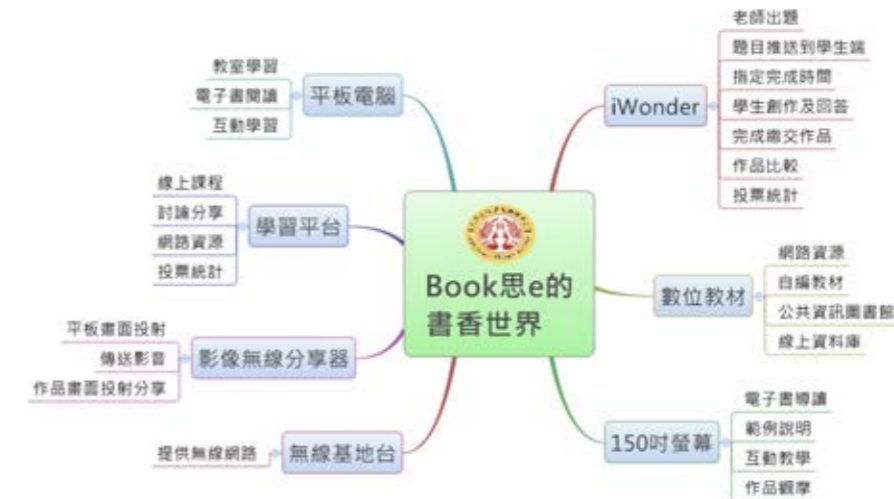 Book思e的
書香世界
iWonder
老師出題
題目推送到學生端
指定完成時間
學生創作及回答
完成繳交作品
作品比較
投票統計
數位教材
網路資源
自編教材
公共資訊圖書館
線上資料庫
150吋螢幕
電子書導讀
範例說明
互動教學
作品觀摩
平板電腦
教室學習
電子書閱讀
互動學習
學習平台
線上課程
討論分享
網路資源
投票統計
影像無線分享器
平板畫面投射
傳送影音
作品畫面投射分享
無線基地台
提供無線網路